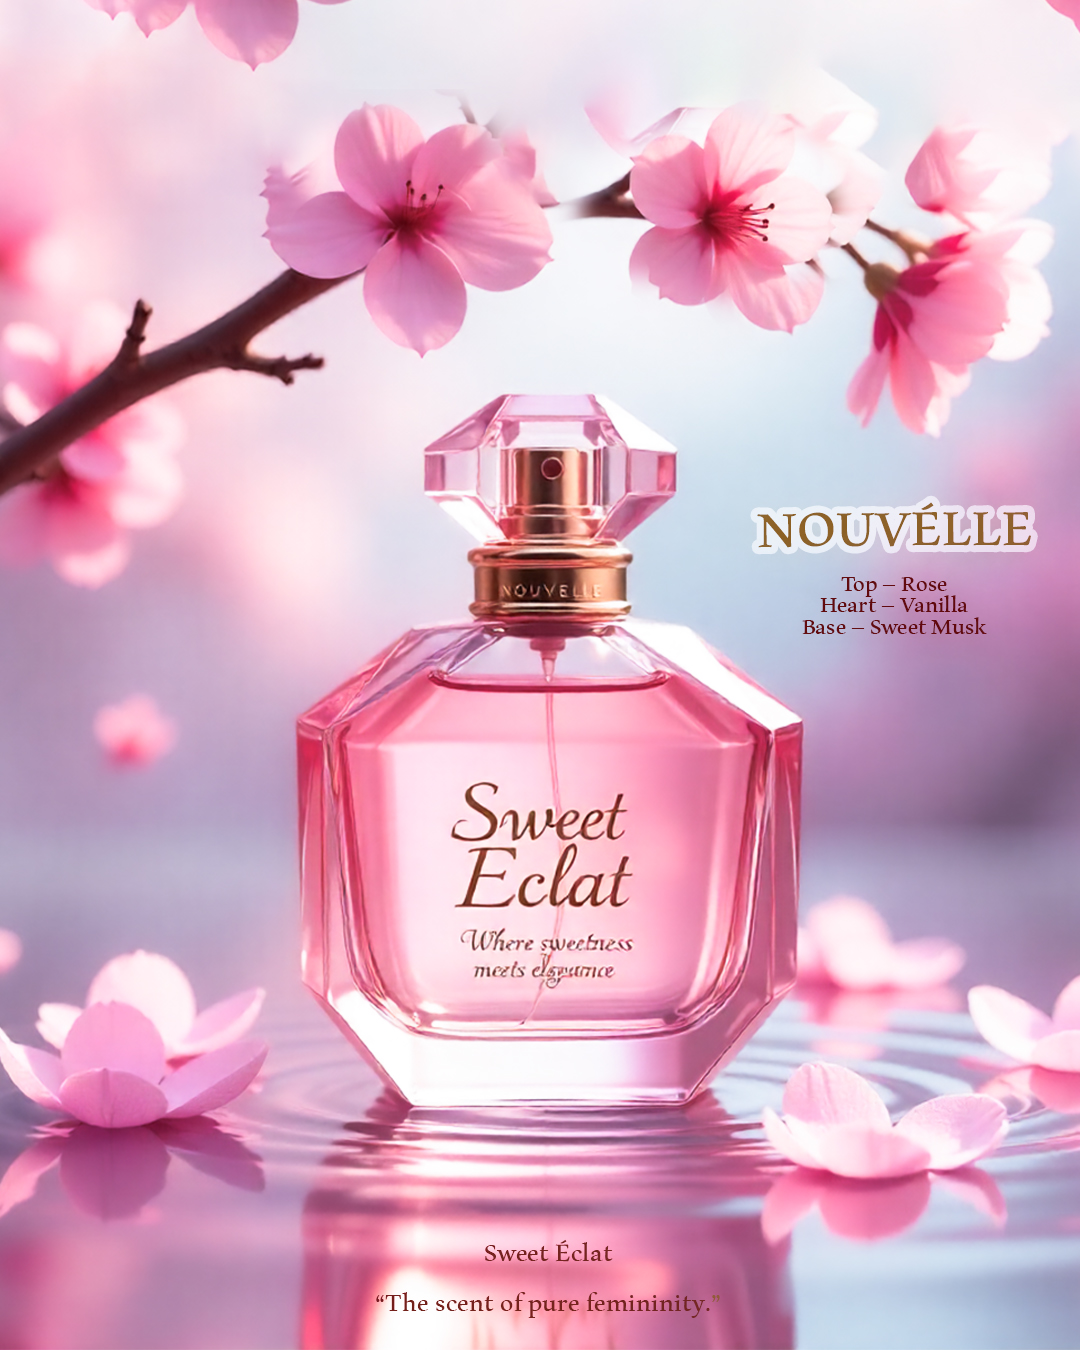 NOUVÉLLE
Top – Rose
Heart – Vanilla
Base – Sweet Musk
NOUVELLE
Sweet
Eclat
Where sweetness
meets elegance
Sweet Éclat
“The scent of pure femininity.”